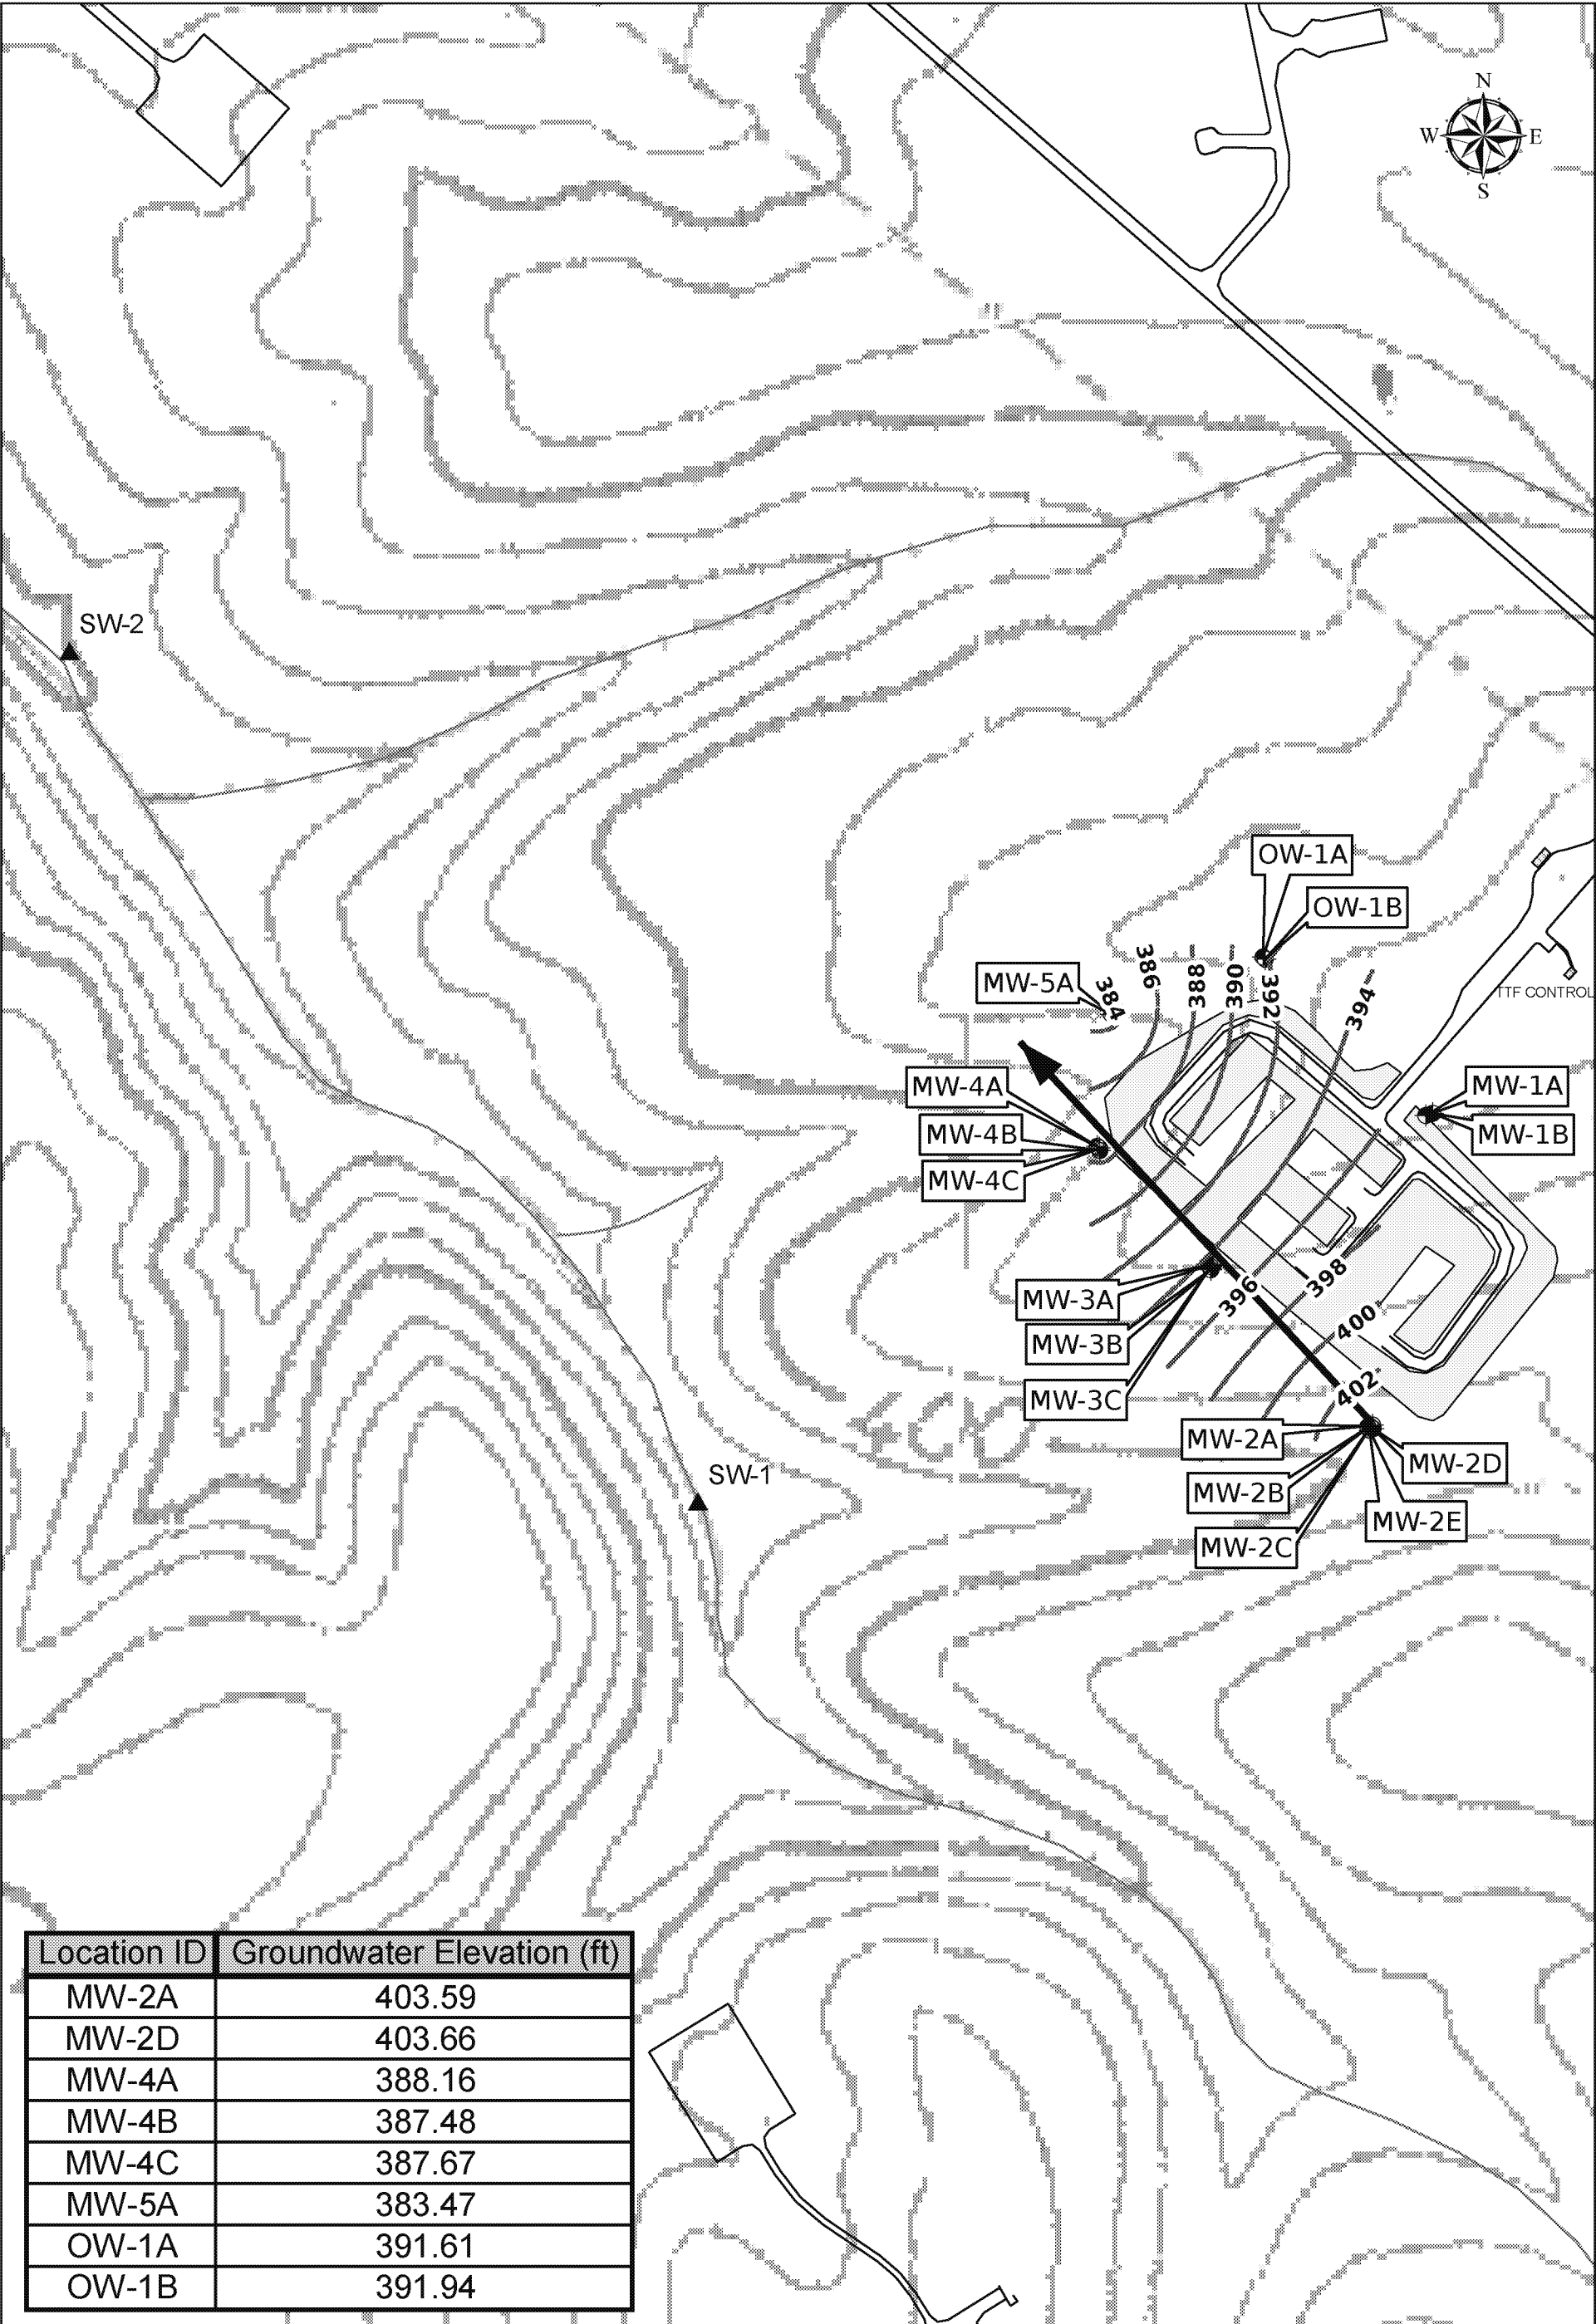 N
W E
S
SW-2
OW-1A
OW-1B
MW-5A
384
386
388
390
392
394
TTF CONTROL
MW-4A
MW-4B
MW-4C
MW-1A
MW-1B
MW-3A
MW-3B
MW-3C
396
398
400
402
MW-2A
MW-2B
MW-2C
MW-2D
MW-2E
SW-1
Location ID Groundwater Elevation (ft)
MW-2A 403.59
MW-2D 403.66
MW-4A 388.16
MW-4B 387.48
MW-4C 387.67
MW-5A 383.47
OW-1A 391.61
OW-1B 391.94